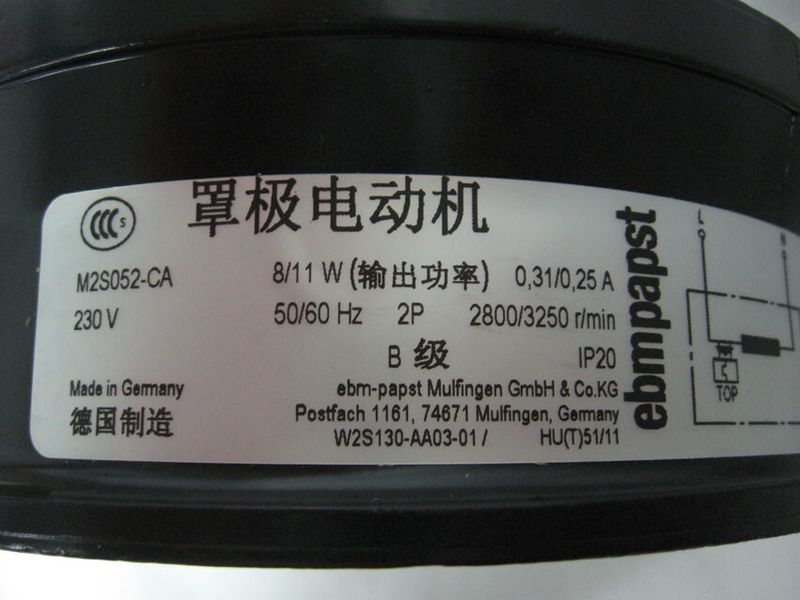 CCC S
罩极电动机
M2S052-CA 8/11 W (输出功率) 0,31/0,25 A
230 V 50/60 Hz 2P 2800/3250 r/min
B 级 IP20
Made in Germany ebm-papst Mulfingen GmbH & Co.KG
德国制造 Postfach 1161, 74671 Mulfingen, Germany
W2S130-AA03-01 / HU(T)51/11
ebmpapst
L N
TOP